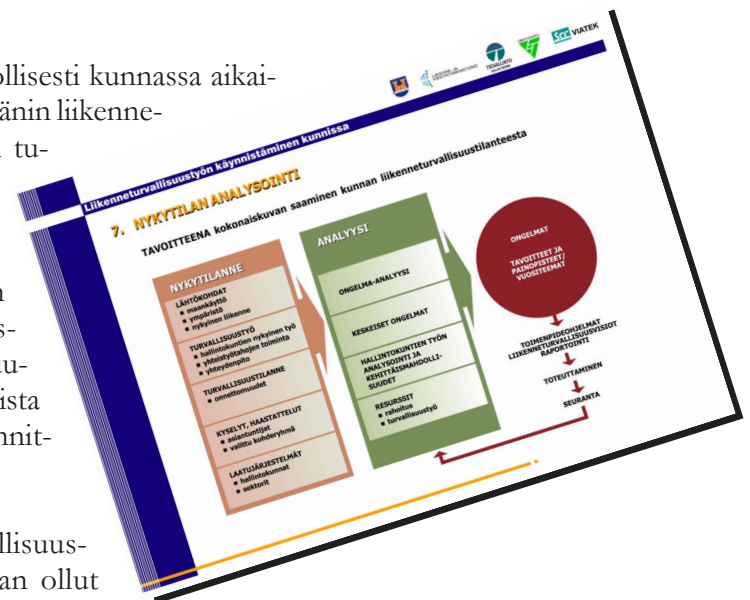 ollisesti kunnassa aikai-
änin liikenne-
tu-
n
s-
u-
ista
nnit-
llisuus-
an ollut
SCC VIATEK
Liikenneturvallisuustyön käynnistäminen kunnissa
7. NYKYTILAN ANALYSOINTI
TAVOITTEENA kokonaiskuvan saaminen kunnan liikenneturvallisuustilanteesta
NYKYTILANNE
LÄHTÖKOHDAT
▪ maankäyttö
▪ ympäristö
▪ nykyinen liikenne
TURVALLISUUSTYÖ
▪ hallintokuntien nykyinen työ
▪ yhteistyötahojen toiminta
▪ yhteydenpito
TURVALLISUUSTILANNE
▪ onnettomuudet
KYSELYT, HAASTATTELUT
▪ asiantuntijat
▪ valittu kohderyhmä
LAATUJÄRJESTELMÄT
▪ hallintokunnat
▪ sektorit
ANALYYSI
ONGELMA-ANALYYSI
KESKEISET ONGELMAT
HALLINTOKUNTIEN TYÖN
ANALYSOINTI JA
KEHITTÄISMAHDOLLI-
SUUDET
RESURSSIT
▪ rahoitus
▪ turvallisuustyö
ONGELMAT
TAVOITTEET JA
PAINOPISTEET/
VUOSITEEMAT
TOIMENPIDEOHJELMAT
LIIKENNETURVALLISUUSVISIOT
RAPORTOINTI
TOTEUTTAMINEN
SEURANTA